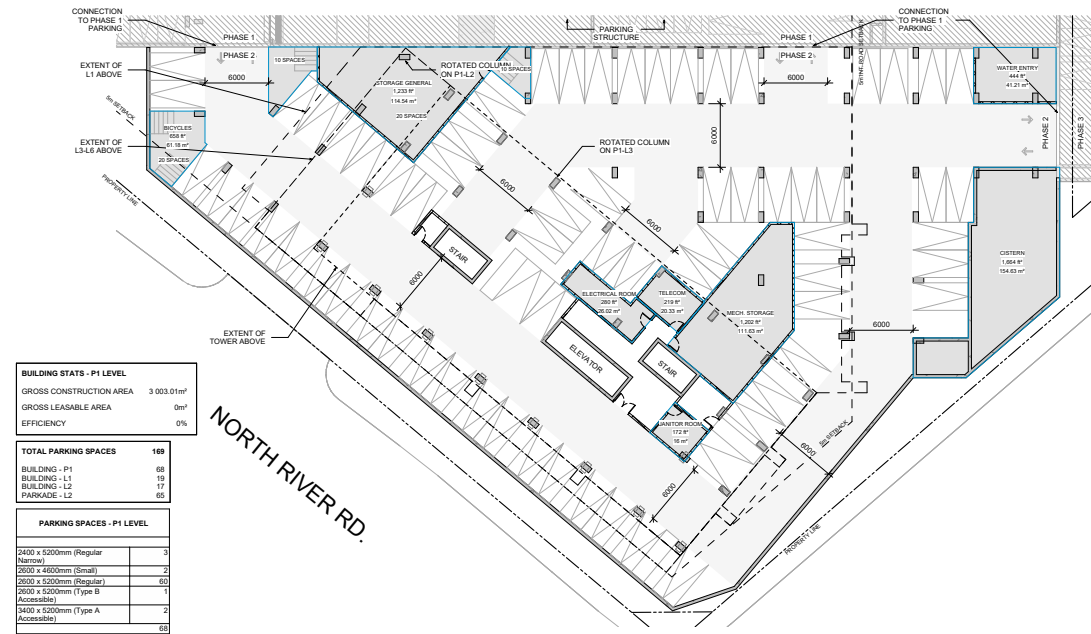 CONNECTION
TO PHASE 1
PARKING
PHASE 1
PHASE 2
PARKING
STRUCTURE
PHASE 1
PHASE 2
CONNECTION
TO PHASE 1
PARKING
EXTENT OF
L1 ABOVE
6000
10 SPACES
STORAGE GENERAL
1,233 ft²
114.54 m²
20 SPACES
ROTATED COLUMN
ON P1-L2
10 SPACES
6000
WATER ENTRY
444 ft²
41.21 m²
5m SETBACK
BICYCLES
658 ft²
61.18 m²
20 SPACES
EXTENT OF
L3-L6 ABOVE
6000
ROTATED COLUMN
ON P1-L3
PHASE 2
PHASE 3
PROPERTY LINE
6000
6000
STAIR
6000
ELECTRICAL ROOM
280 ft²
26.02 m²
TELECOM
219 ft²
20.33 m²
MECH. STORAGE
1,202 ft²
111.63 m²
CISTERN
1,664 ft²
154.63 m²
EXTENT OF
TOWER ABOVE
ELEVATOR
STAIR
6000
JANITOR ROOM
172 ft²
16 m²
5m SETBACK
6000
6000
PROPERTY LINE
NORTH RIVER RD.
BUILDING STATS - P1 LEVEL
GROSS CONSTRUCTION AREA 3 003.01m²
GROSS LEASABLE AREA 0m²
EFFICIENCY 0%
TOTAL PARKING SPACES 169
BUILDING - P1 68
BUILDING - L1 19
BUILDING - L2 17
PARKADE - L2 65
PARKING SPACES - P1 LEVEL
2400 x 5200mm (Regular Narrow) 3
2600 x 4600mm (Small) 2
2600 x 5200mm (Regular) 60
2600 x 5200mm (Type B Accessible) 1
3400 x 5200mm (Type A Accessible) 2
68